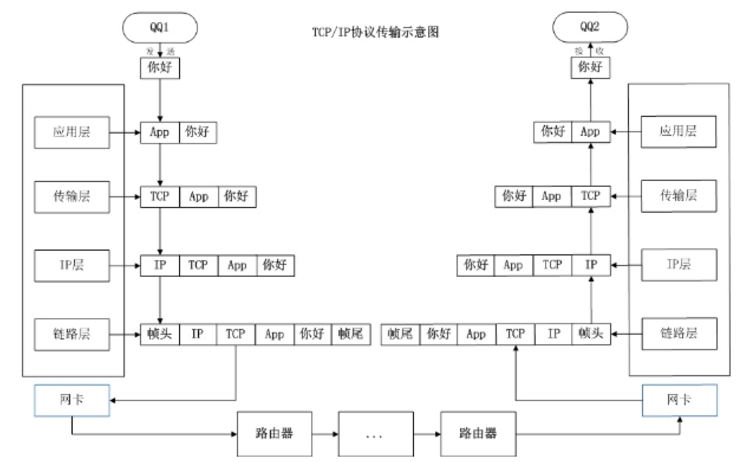 QQ1
TCP/IP协议传输示意图
QQ2
发 送
接 收
你好
你好
应用层
App 你好
你好 App
应用层
传输层
TCP App 你好
你好 App TCP
传输层
IP层
IP TCP App 你好
你好 App TCP IP
IP层
链路层
帧头 IP TCP App 你好 帧尾
帧尾 你好 App TCP IP 帧头
链路层
网卡
网卡
路由器
...
路由器